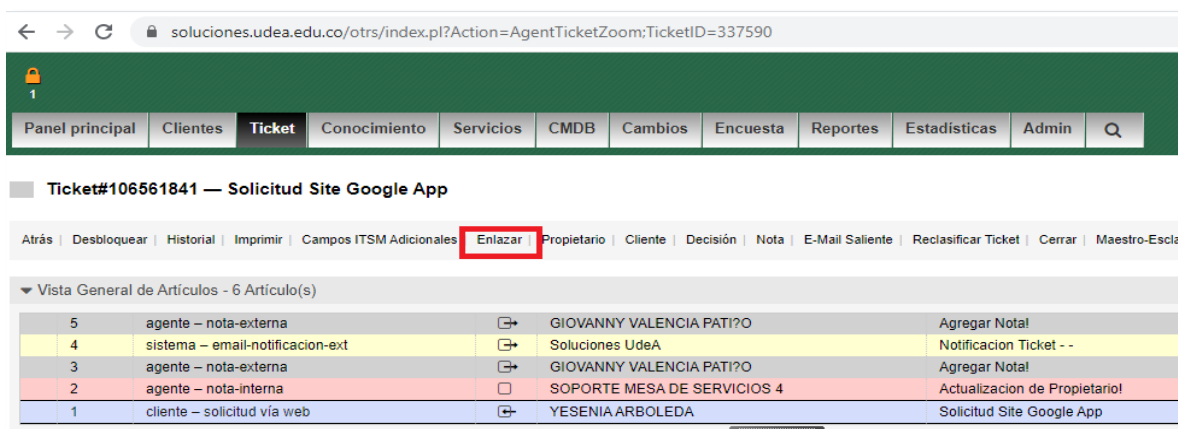 soluciones.udea.edu.co/otrs/index.pl?Action=AgentTicketZoom;TicketID=337590
1
Panel principal Clientes Ticket Conocimiento Servicios CMDB Cambios Encuesta Reportes Estadísticas Admin
Ticket#106561841 — Solicitud Site Google App
Atrás | Desbloquear | Historial | Imprimir | Campos ITSM Adicionales Enlazar | Propietario | Cliente | Decisión | Nota | E-Mail Saliente | Reclasificar Ticket | Cerrar | Maestro-Escla
Vista General de Artículos - 6 Artículo(s)
5 agente – nota-externa GIOVANNY VALENCIA PATI?O Agregar Nota!
4 sistema – email-notificacion-ext Soluciones UdeA Notificacion Ticket - -
3 agente – nota-externa GIOVANNY VALENCIA PATI?O Agregar Nota!
2 agente – nota-interna SOPORTE MESA DE SERVICIOS 4 Actualizacion de Propietario!
1 cliente – solicitud vía web YESENIA ARBOLEDA Solicitud Site Google App